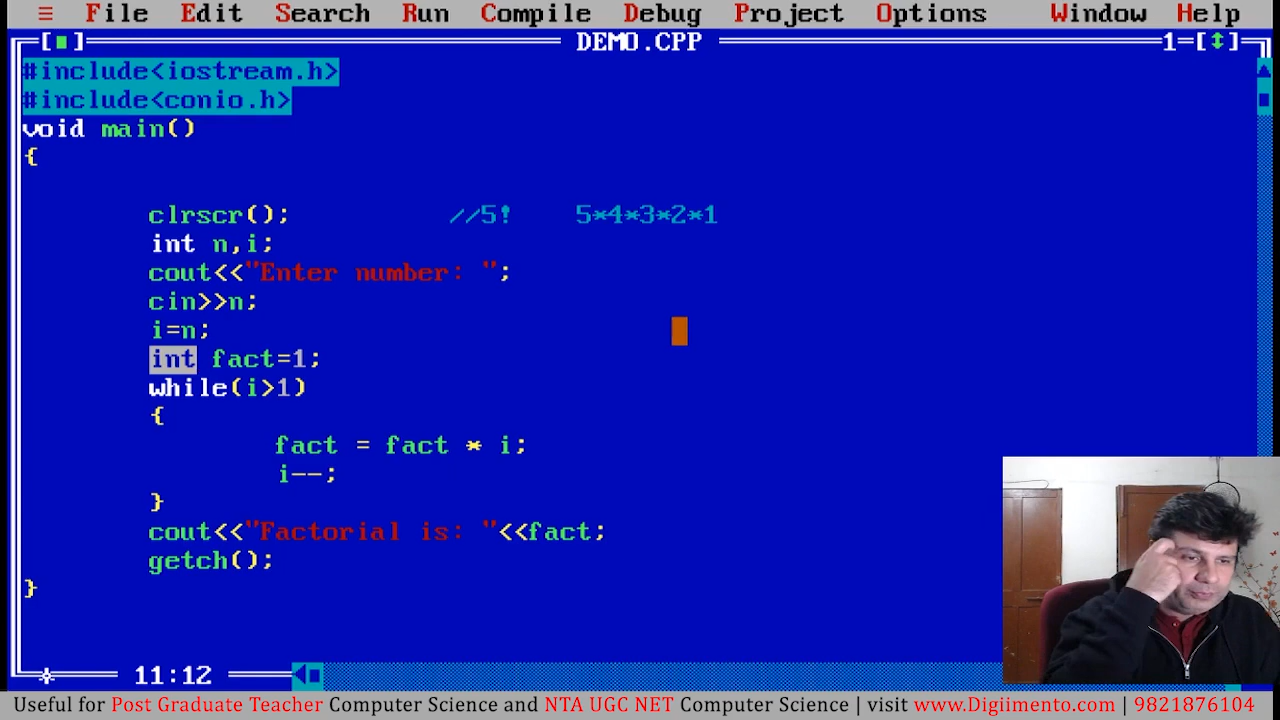 ≡ File Edit Search Run Compile Debug Project Options Window Help
[■] DEMO.CPP 1=[↕]
#include<iostream.h>
#include<conio.h>
void main()
{
clrscr(); //5! 5*4*3*2*1
int n,i;
cout<<"Enter number: ";
cin>>n;
i=n;
int fact=1;
while(i>1)
{
fact = fact * i;
i--;
}
cout<<"Factorial is: "<<fact;
getch();
}
11:12
Useful for Post Graduate Teacher Computer Science and NTA UGC NET Computer Science | visit www.Digiimento.com | 9821876104